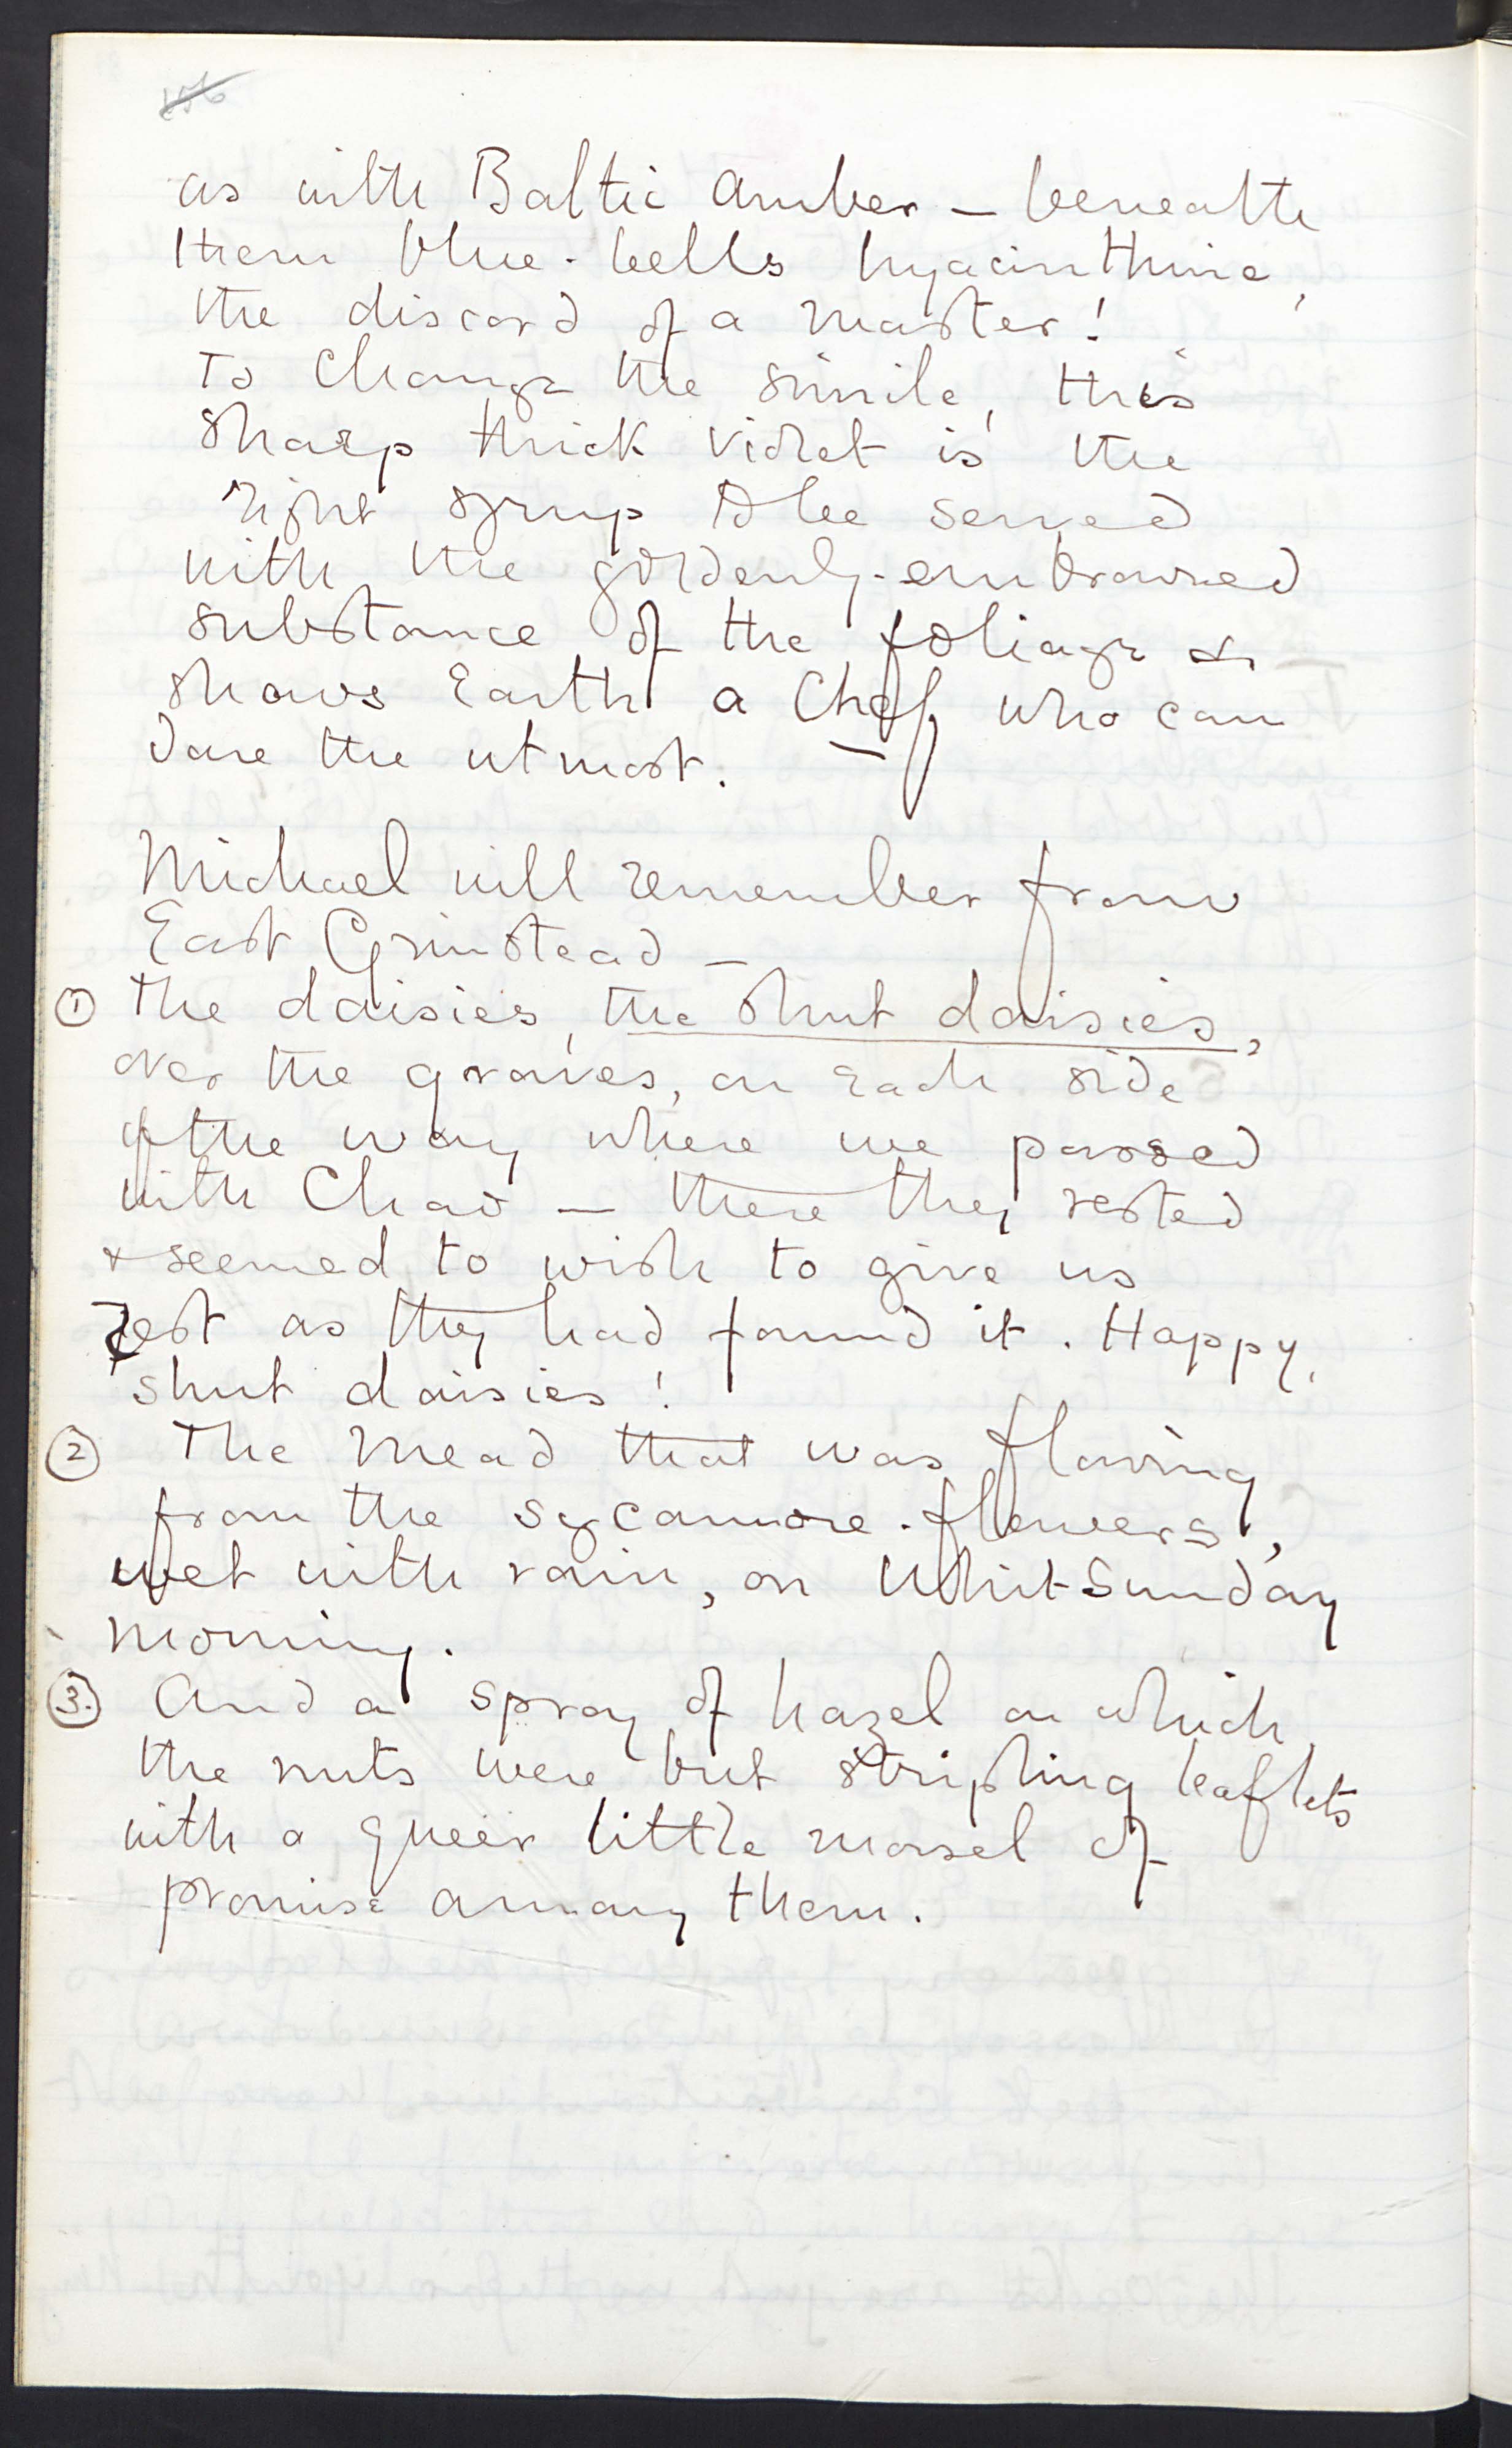 as with Baltic Amber – beneath
them blue-bells hyacinthine,
the discord of a master!
To change the simile, this
sharp thick violet is the
right syrup to be served
with the goldenly-embrowned
substance of the foliage &
shows Earth a Chef who can
dare the utmost.
Michael will remember from
East Grinstead –
① The daisies, the shut daisies,
over the graves, on each side
of the way where we passed
with Chow – there they rested
& seemed to wish to give us
rest as they had found it. Happy,
shut daisies!
② The Mead that was flowing
from the sycamore-flowers,
wet with rain, on Whit-Sunday
morning.
③. And a spray of hazel on which
the nuts were but stripling leaflets
with a queer little morsel of
promise among them.